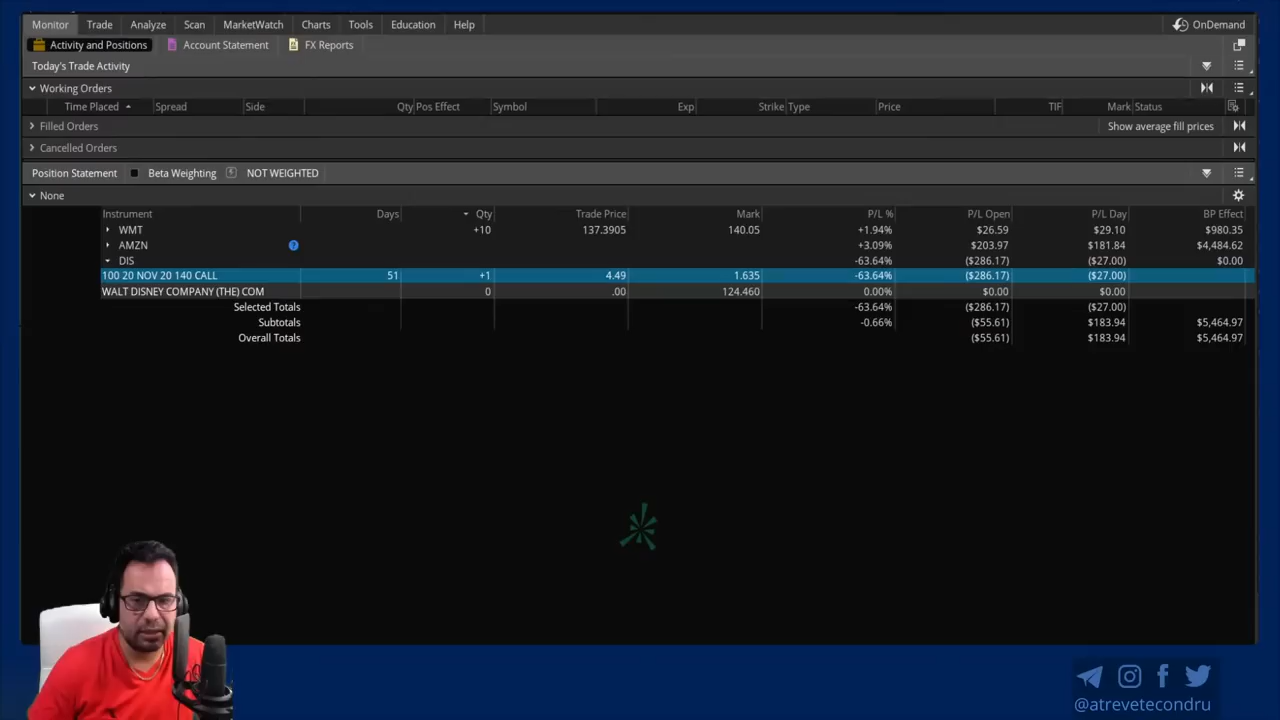 Monitor Trade Analyze Scan MarketWatch Charts Tools Education Help OnDemand
Activity and Positions Account Statement FX Reports
Today's Trade Activity
Working Orders
Time Placed Spread Side Qty Pos Effect Symbol Exp Strike Type Price TIF Mark Status
Filled Orders Show average fill prices
Cancelled Orders
Position Statement Beta Weighting NOT WEIGHTED
None
Instrument Days Qty Trade Price Mark P/L % P/L Open P/L Day BP Effect
WMT +10 137.3905 140.05 +1.94% $26.59 $29.10 $980.35
AMZN ? +3.09% $203.97 $181.84 $4,484.62
DIS -63.64% ($286.17) ($27.00) $0.00
100 20 NOV 20 140 CALL 51 +1 4.49 1.635 -63.64% ($286.17) ($27.00)
WALT DISNEY COMPANY (THE) COM 0 .00 124.460 0.00% $0.00 $0.00
Selected Totals -63.64% ($286.17) ($27.00)
Subtotals -0.66% ($55.61) $183.94 $5,464.97
Overall Totals ($55.61) $183.94 $5,464.97
@atrevetecondru